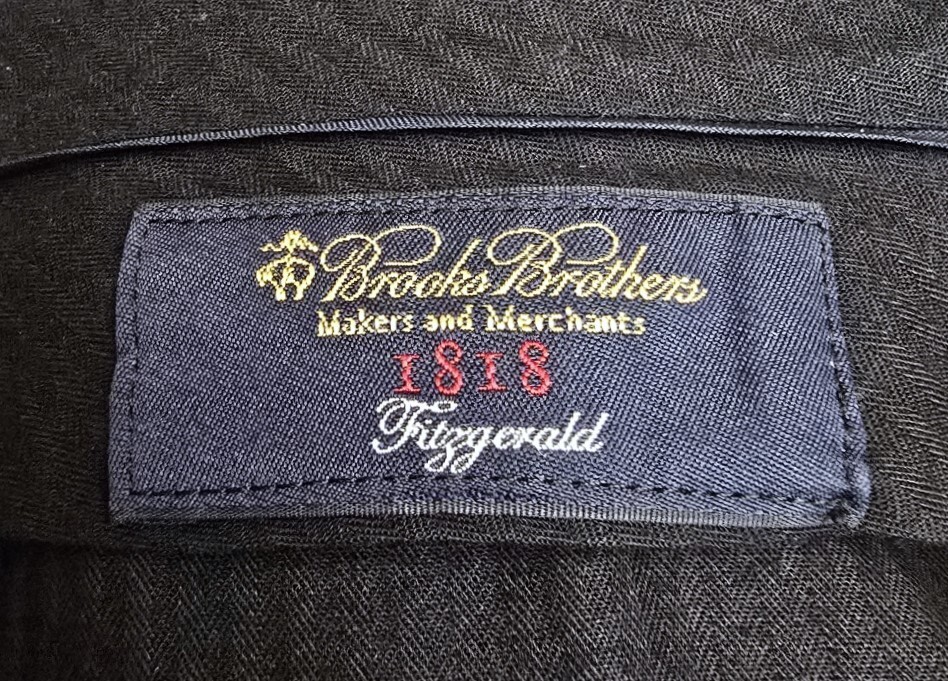 Brooks Brothers
Makers and Merchants
1818
Fitzgerald